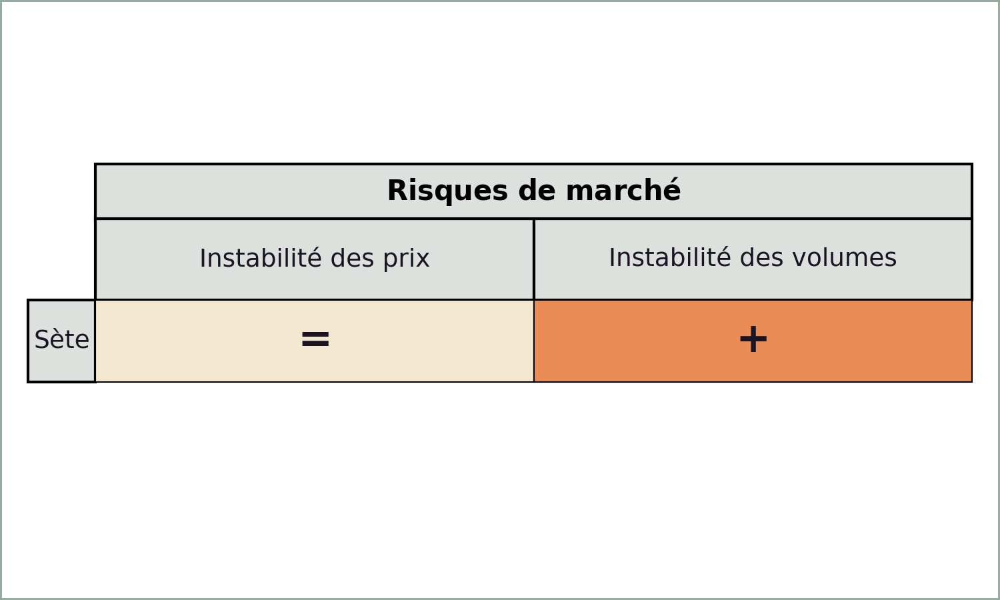 Risques de marché
Instabilité des prix
Instabilité des volumes
Sète
=
+